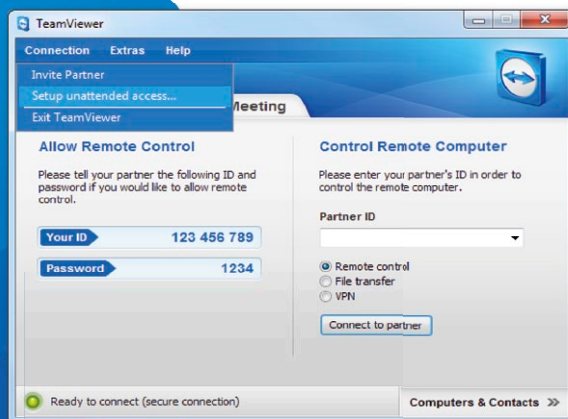 TeamViewer
Connection Extras Help
Invite Partner
Setup unattended access...
Exit TeamViewer
Meeting
Allow Remote Control
Please tell your partner the following ID and
password if you would like to allow remote
control.
Your ID 123 456 789
Password 1234
Control Remote Computer
Please enter your partner's ID in order to
control the remote computer.
Partner ID
Remote control
File transfer
VPN
Connect to partner
Ready to connect (secure connection)
Computers & Contacts >>